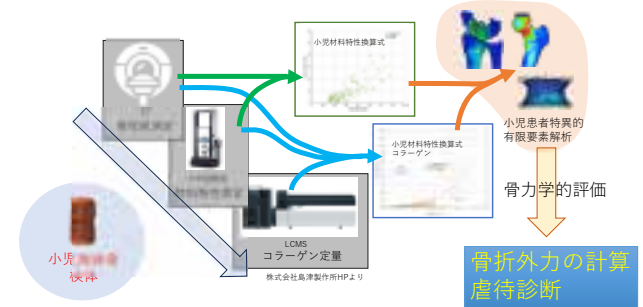 小児材料特性換算式
小児材料特性換算式
コラーゲン
小児患者特異的
有限要素解析
骨力学的評価
骨折外力の計算
虐待診断
LCMS
コラーゲン定量
株式会社島津製作所HPより
小児
検体